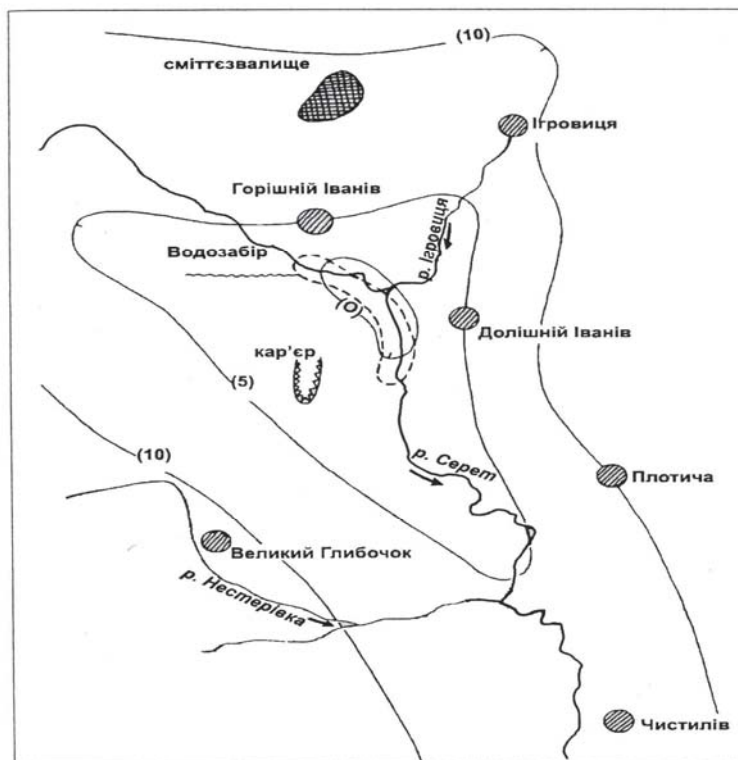 (10)
сміттєзвалище
Ігровиця
Горішній Іванів
р. Ігровиця
Водозабір
(О)
Долішній Іванів
кар’єр
(5)
(10)
р. Серет
Плотича
Великий Глибочок
р. Нестерівка
Чистилів